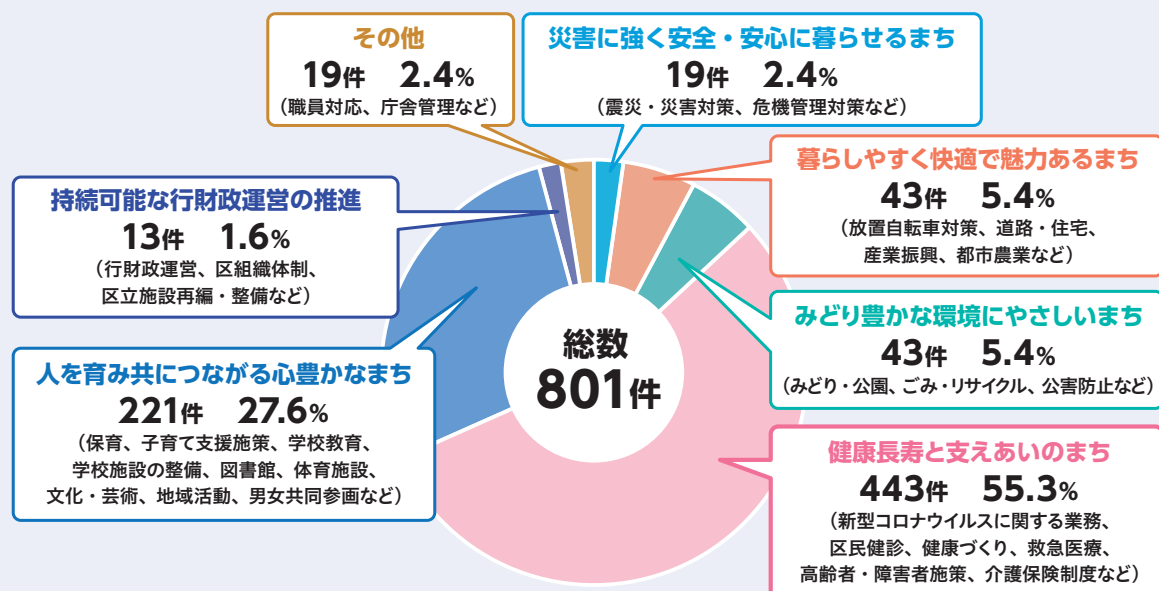 その他
19件 2.4%
（職員対応、庁舎管理など）
災害に強く安全・安心に暮らせるまち
19件 2.4%
（震災・災害対策、危機管理対策など）
暮らしやすく快適で魅力あるまち
43件 5.4%
（放置自転車対策、道路・住宅、
産業振興、都市農業など）
持続可能な行財政運営の推進
13件 1.6%
（行財政運営、区組織体制、
区立施設再編・整備など）
みどり豊かな環境にやさしいまち
43件 5.4%
（みどり・公園、ごみ・リサイクル、公害防止など）
総数
801件
人を育み共につながる心豊かなまち
221件 27.6%
（保育、子育て支援施策、学校教育、
学校施設の整備、図書館、体育施設、
文化・芸術、地域活動、男女共同参画など）
健康長寿と支えあいのまち
443件 55.3%
（新型コロナウイルスに関する業務、
区民健診、健康づくり、救急医療、
高齢者・障害者施策、介護保険制度など）